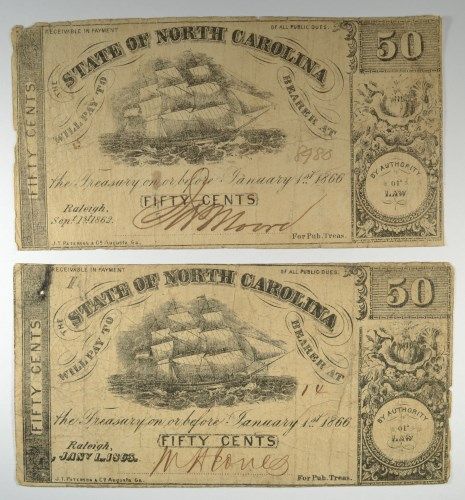 RECEIVABLE IN PAYMENT OF ALL PUBLIC DUES.
50
THE STATE OF NORTH CAROLINA
WILL PAY TO BEARER AT
FIFTY CENTS
8980
BY AUTHORITY
OF
LAW
the Treasury on or before January 1st 1866
FIFTY CENTS
Raleigh,
Sept. 1st 1862.
For Pub. Treas.
J.T. PATERSON & Co. Augusta, Ga.
RECEIVABLE IN PAYMENT OF ALL PUBLIC DUES.
1
50
THE STATE OF NORTH CAROLINA
WILL PAY TO BEARER AT
FIFTY CENTS
14
BY AUTHORITY
OF
LAW
the Treasury on or before January 1st 1866
FIFTY CENTS
Raleigh,
JANY 1, 1863.
For Pub. Treas.
J.T. PATERSON & Co. Augusta, Ga.